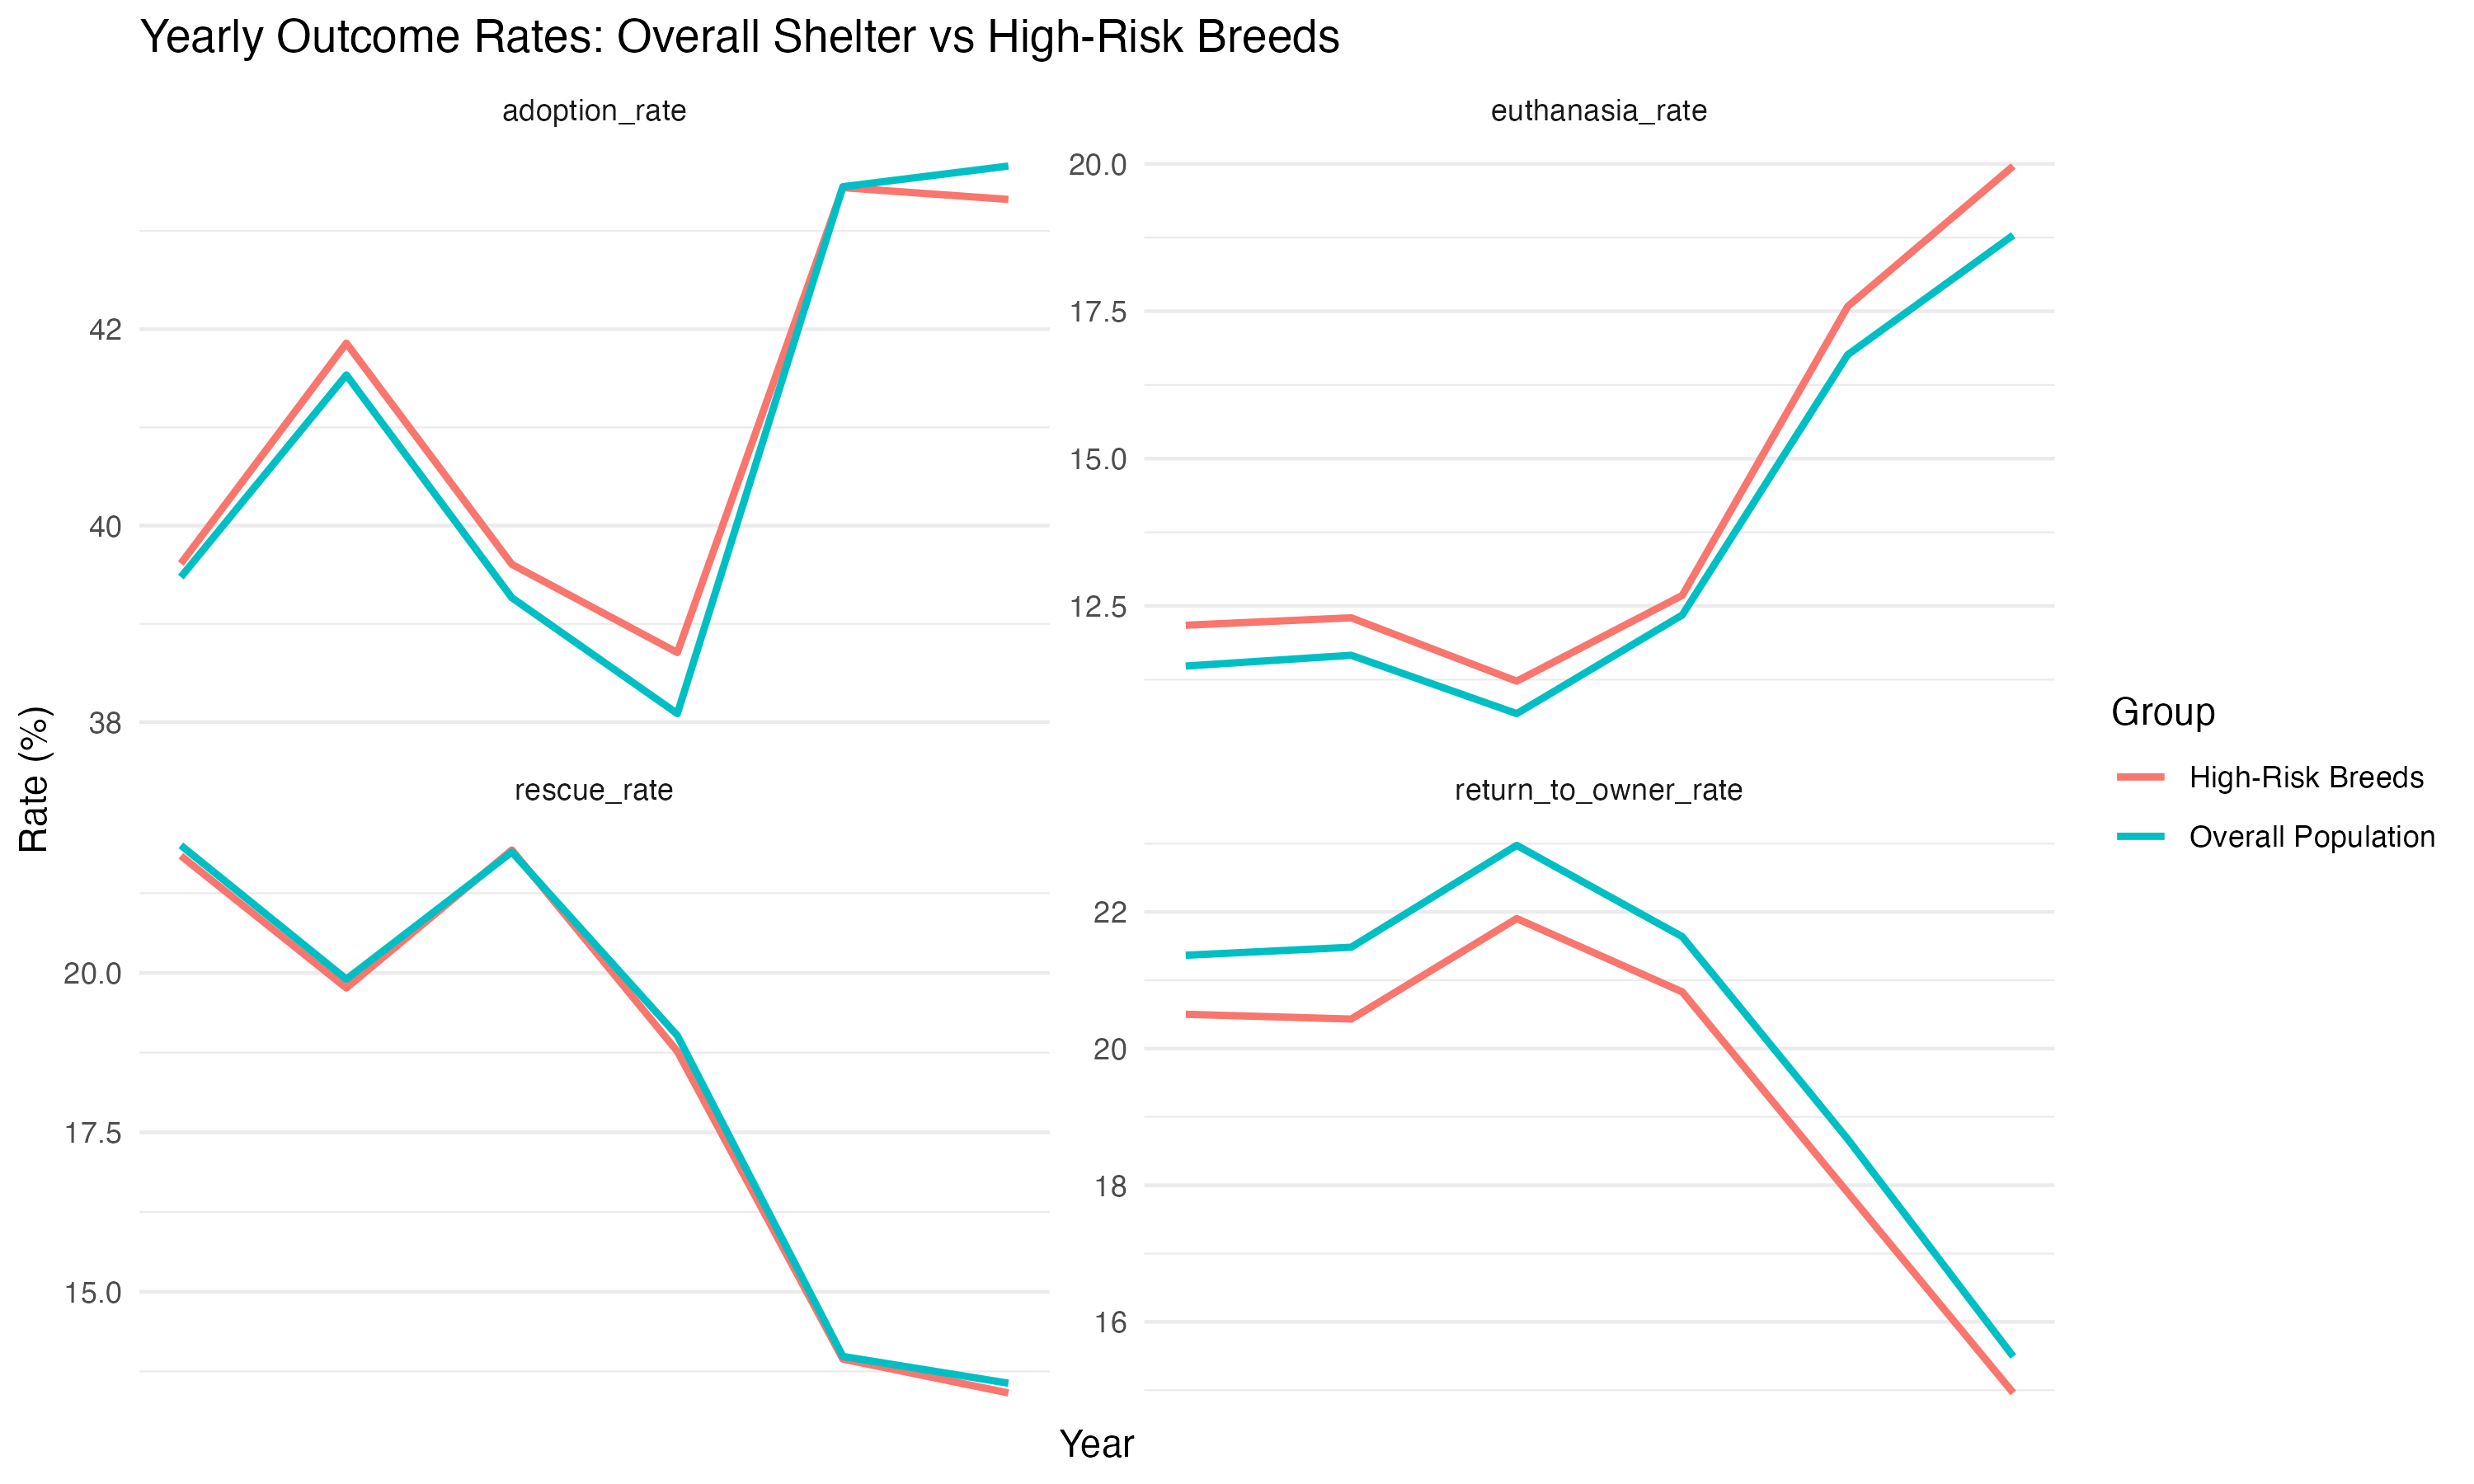 Yearly Outcome Rates: Overall Shelter vs High-Risk Breeds
adoption_rate
42
40
38
euthanasia_rate
20.0
17.5
15.0
12.5
rescue_rate
20.0
17.5
15.0
return_to_owner_rate
22
20
18
16
Rate (%)
Year
Group
High-Risk Breeds
Overall Population